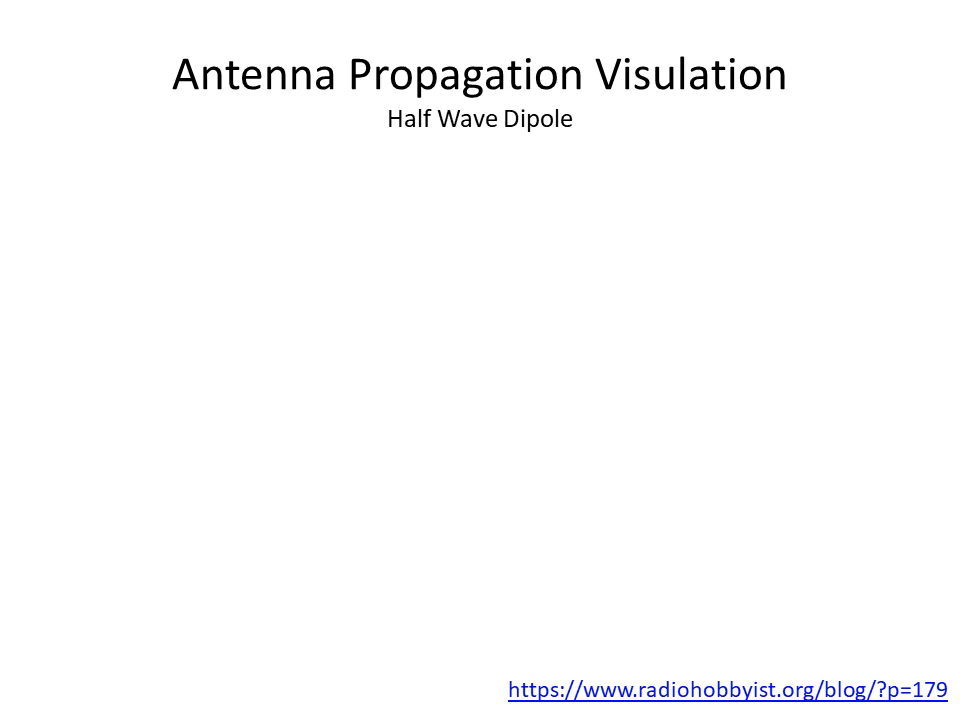 Antenna Propagation Visulation
Half Wave Dipole
https://www.radiohobbyist.org/blog/?p=179